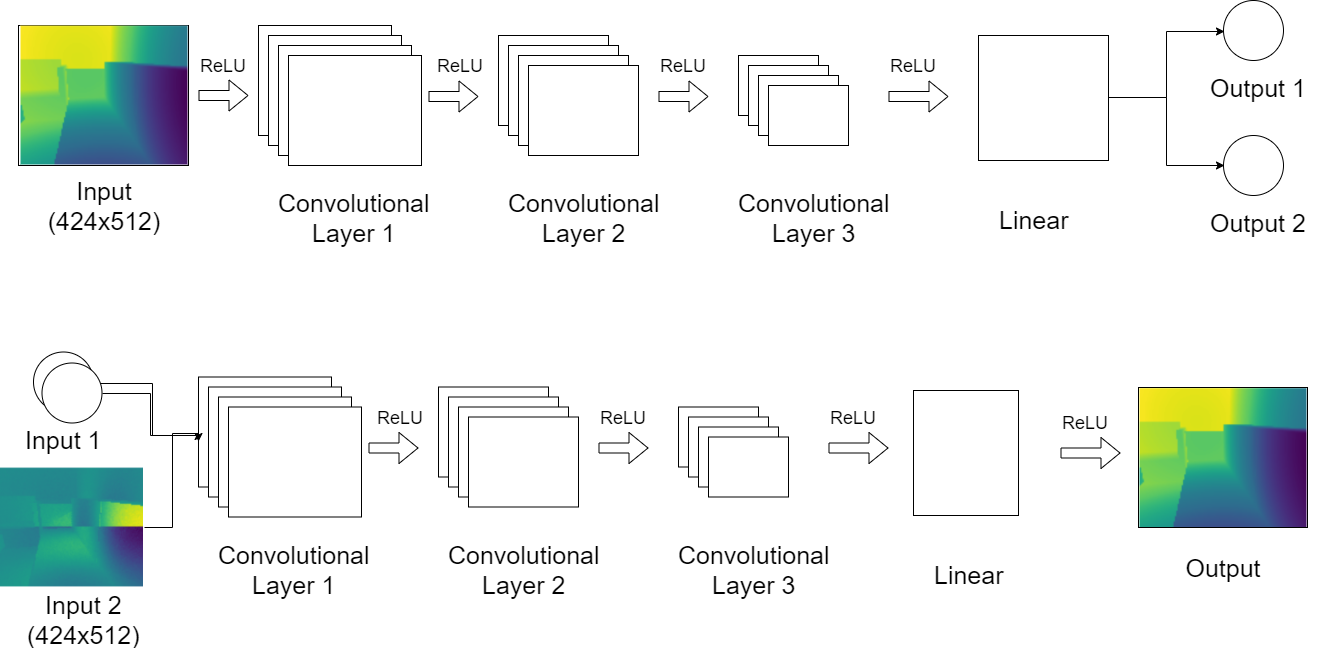 ReLU
ReLU
ReLU
ReLU
Output 1
Input
(424x512)
Convolutional
Layer 1
Convolutional
Layer 2
Convolutional
Layer 3
Linear
Output 2
Input 1
ReLU
ReLU
ReLU
ReLU
Input 2
(424x512)
Convolutional
Layer 1
Convolutional
Layer 2
Convolutional
Layer 3
Linear
Output